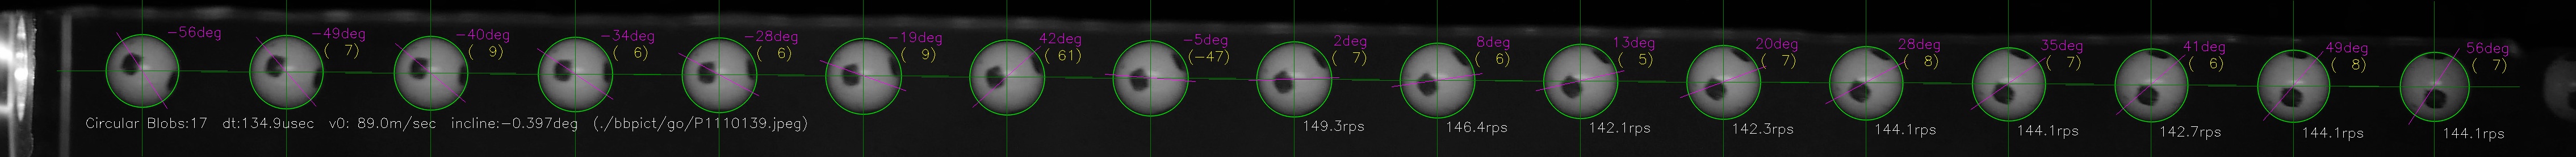 -56deg
-49deg
( 7)
-40deg
( 9)
-34deg
( 6)
-28deg
( 6)
-19deg
( 9)
42deg
( 61)
-5deg
(-47)
2deg
( 7)
8deg
( 6)
13deg
( 5)
20deg
( 7)
28deg
( 8)
35deg
( 7)
41deg
( 6)
49deg
( 8)
56deg
( 7)
Circular Blobs:17 dt:134.9usec v0: 89.0m/sec incline:-0.397deg (./bbpict/go/P1110139.jpeg)
149.3rps
146.4rps
142.1rps
142.3rps
144.1rps
144.1rps
142.7rps
144.1rps
144.1rps